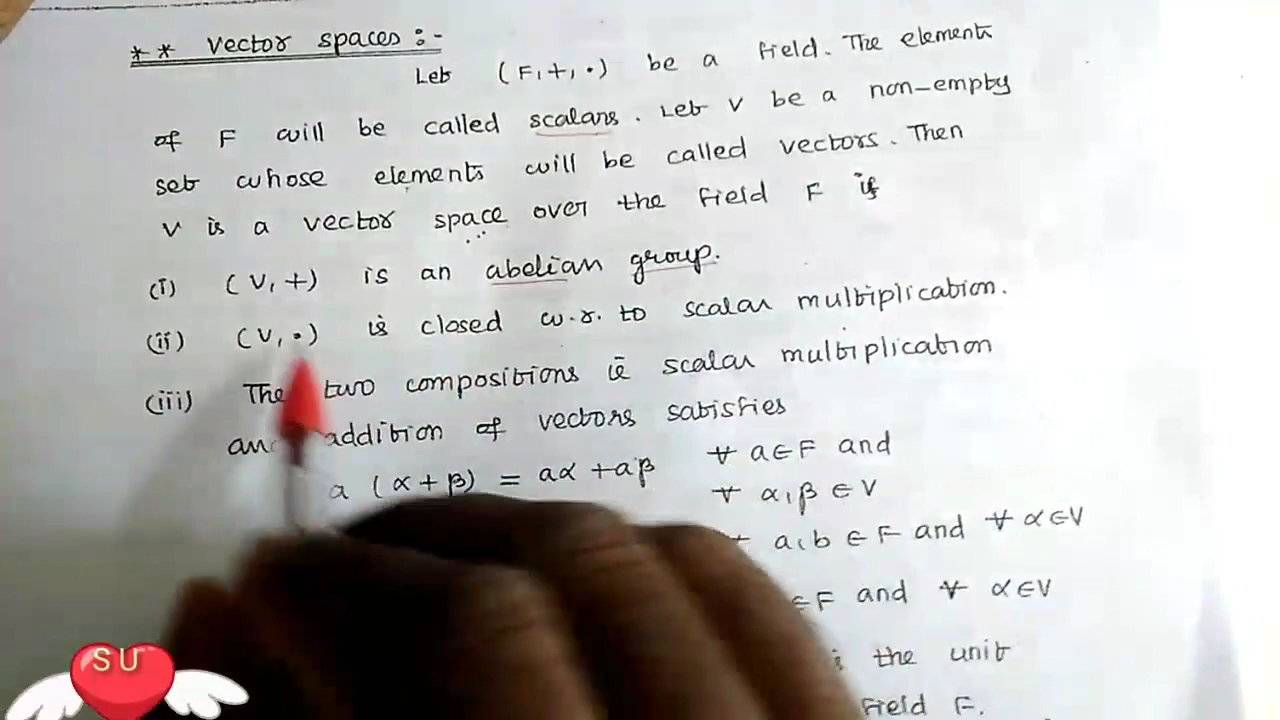 ** Vector spaces :-
Let (F,+,•) be a field. The elements
of F will be called scalars. Let V be a non-empty
set whose elements will be called vectors. Then
V is a vector space over the field F if
(i) (V,+) is an abelian group.
(ii) (V,•) is closed w.r. to scalar multiplication.
(iii) The two compositions ie scalar multiplication
addition of vectors satisfies
a (α+β) = aα +aβ ∀ a∈F and
∀ α,β ∈ V
a,b ∈ F and ∀ α∈V
∈F and ∀ α∈V
the unit
field F.
SU